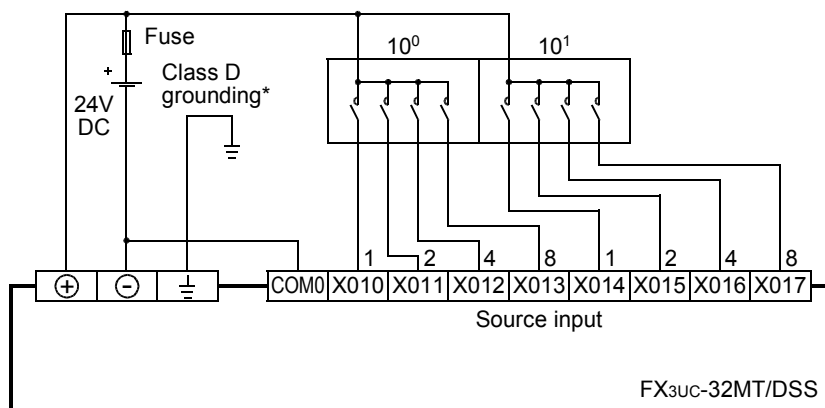 Fuse
10⁰ 10¹
+
Class D
grounding*
24V
DC
1 2 4 8 1 2 4 8
+ - COM0 X010 X011 X012 X013 X014 X015 X016 X017
Source input
FX3UC-32MT/DSS